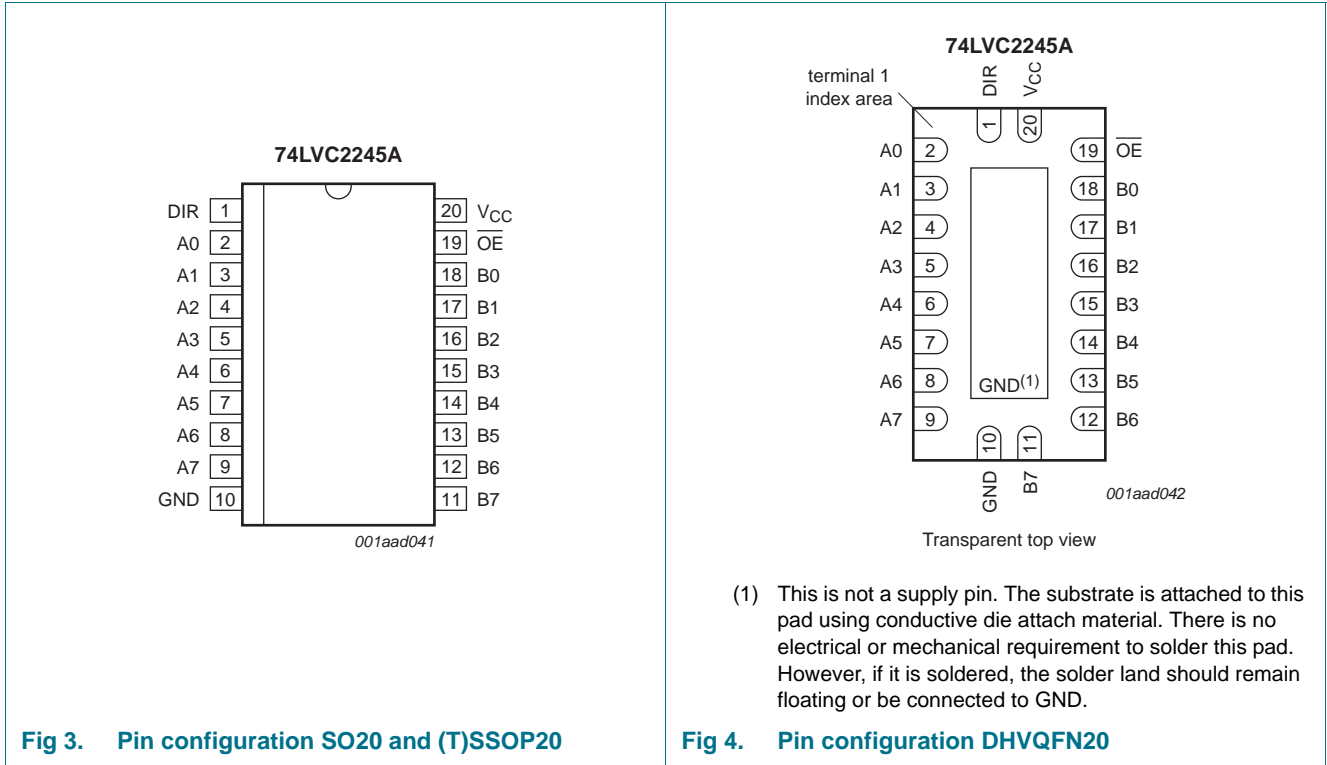 74LVC2245A
DIR 1 20 VCC
A0 2 19 OE
A1 3 18 B0
A2 4 17 B1
A3 5 16 B2
A4 6 15 B3
A5 7 14 B4
A6 8 13 B5
A7 9 12 B6
GND 10 11 B7
001aad041
Fig 3. Pin configuration SO20 and (T)SSOP20
74LVC2245A
terminal 1
index area
DIR VCC
1 20
A0 2 19 OE
A1 3 18 B0
A2 4 17 B1
A3 5 16 B2
A4 6 15 B3
A5 7 14 B4
A6 8 GND(1) 13 B5
A7 9 12 B6
10 11
GND B7
001aad042
Transparent top view
(1) This is not a supply pin. The substrate is attached to this
pad using conductive die attach material. There is no
electrical or mechanical requirement to solder this pad.
However, if it is soldered, the solder land should remain
floating or be connected to GND.
Fig 4. Pin configuration DHVQFN20